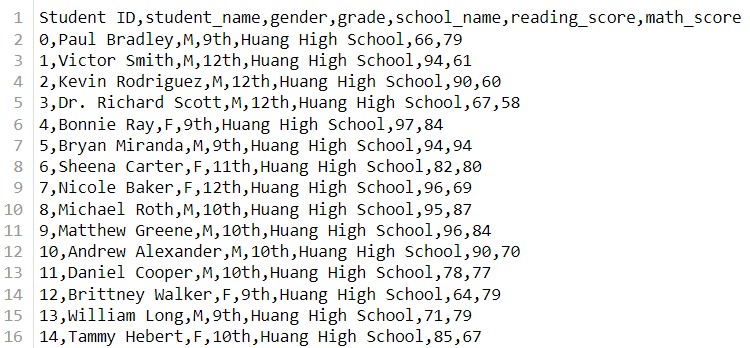 1 Student ID,student_name,gender,grade,school_name,reading_score,math_score
2 0,Paul Bradley,M,9th,Huang High School,66,79
3 1,Victor Smith,M,12th,Huang High School,94,61
4 2,Kevin Rodriguez,M,12th,Huang High School,90,60
5 3,Dr. Richard Scott,M,12th,Huang High School,67,58
6 4,Bonnie Ray,F,9th,Huang High School,97,84
7 5,Bryan Miranda,M,9th,Huang High School,94,94
8 6,Sheena Carter,F,11th,Huang High School,82,80
9 7,Nicole Baker,F,12th,Huang High School,96,69
10 8,Michael Roth,M,10th,Huang High School,95,87
11 9,Matthew Greene,M,10th,Huang High School,96,84
12 10,Andrew Alexander,M,10th,Huang High School,90,70
13 11,Daniel Cooper,M,10th,Huang High School,78,77
14 12,Brittney Walker,F,9th,Huang High School,64,79
15 13,William Long,M,9th,Huang High School,71,79
16 14,Tammy Hebert,F,10th,Huang High School,85,67